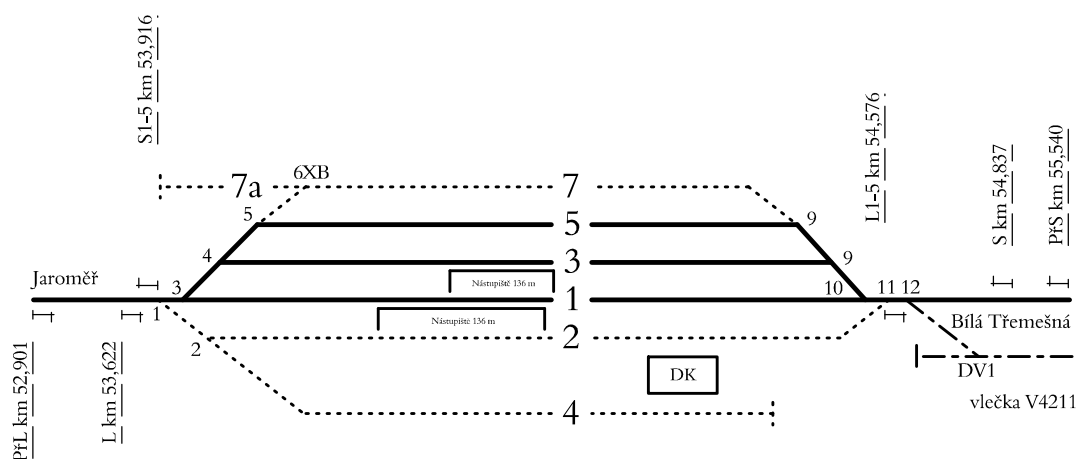 S1-5 km 53,916
L1-5 km 54,576
S km 54,837
PřS km 55,540
6XB
7a
7
5
5
9
4
3
9
Jaroměř
Nástupiště 136 m
3
1
10
11
12
1
Nástupiště 136 m
Bílá Třemešná
2
2
DV1
DK
vlečka V4211
4
PřL km 52,901
L km 53,622